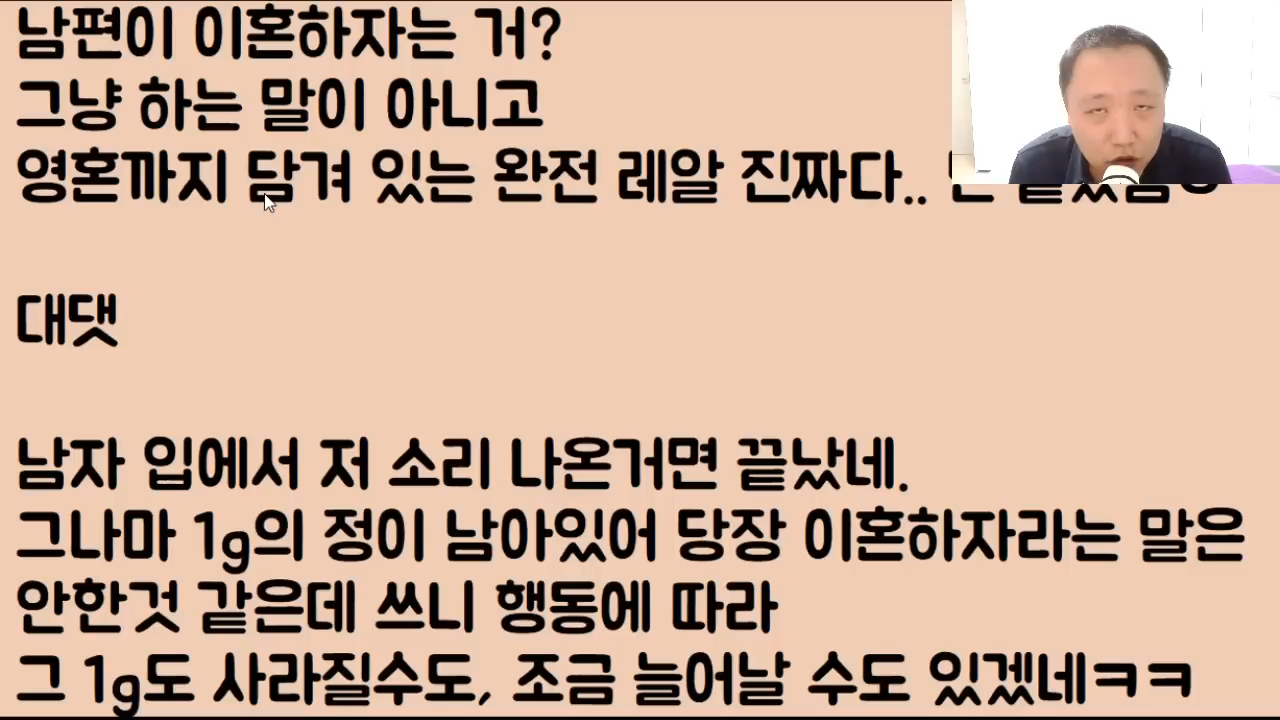 남편이 이혼하자는 거?
그냥 하는 말이 아니고
영혼까지 담겨 있는 완전 레알 진짜다..
대댓
남자 입에서 저 소리 나온거면 끝났네.
그나마 1g의 정이 남아있어 당장 이혼하자라는 말은
안한것 같은데 쓰니 행동에 따라
그 1g도 사라질수도, 조금 늘어날 수도 있겠네ㅋㅋ